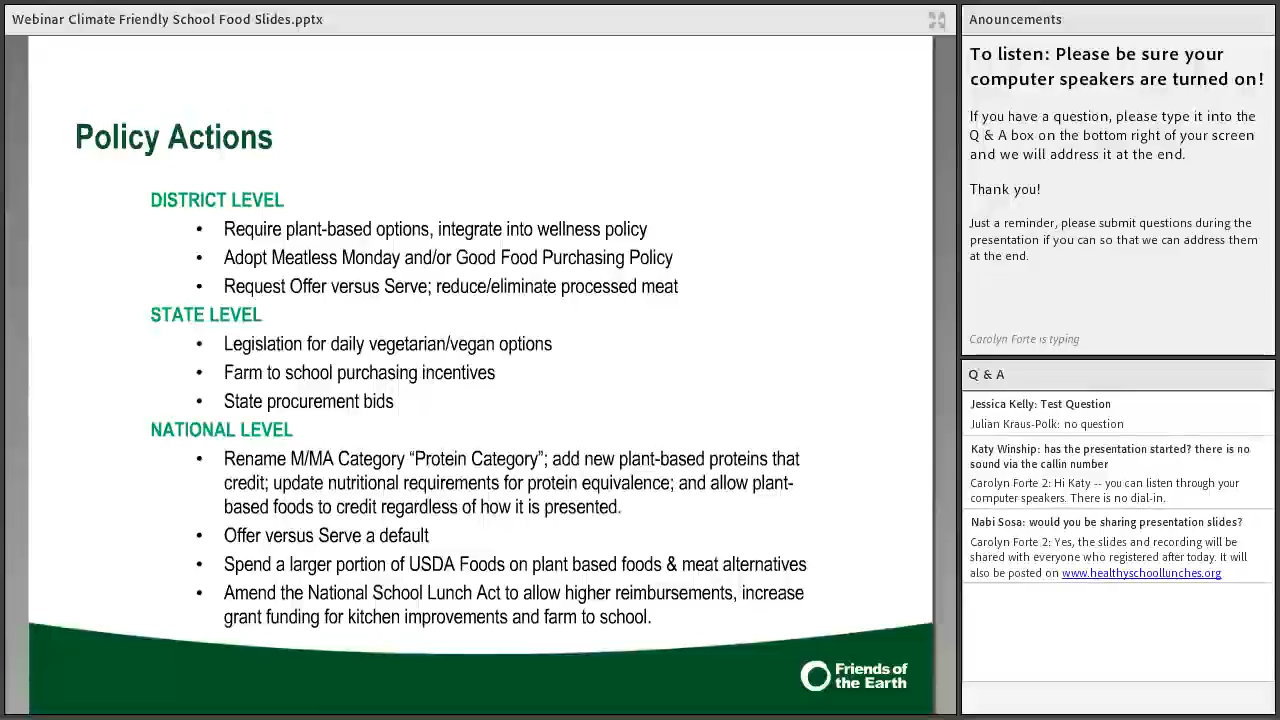 Webinar Climate Friendly School Food Slides.pptx
Policy Actions
DISTRICT LEVEL
• Require plant-based options, integrate into wellness policy
• Adopt Meatless Monday and/or Good Food Purchasing Policy
• Request Offer versus Serve; reduce/eliminate processed meat
STATE LEVEL
• Legislation for daily vegetarian/vegan options
• Farm to school purchasing incentives
• State procurement bids
NATIONAL LEVEL
• Rename M/MA Category “Protein Category”; add new plant-based proteins that
credit; update nutritional requirements for protein equivalence; and allow plant-
based foods to credit regardless of how it is presented.
• Offer versus Serve a default
• Spend a larger portion of USDA Foods on plant based foods & meat alternatives
• Amend the National School Lunch Act to allow higher reimbursements, increase
grant funding for kitchen improvements and farm to school.
Friends of
the Earth
Anouncements
To listen: Please be sure your
computer speakers are turned on!
If you have a question, please type it into the
Q & A box on the bottom right of your screen
and we will address it at the end.
Thank you!
Just a reminder, please submit questions during the
presentation if you can so that we can address them
at the end.
Carolyn Forte is typing
Q & A
Jessica Kelly: Test Question
Julian Kraus-Polk: no question
Katy Winship: has the presentation started? there is no
sound via the callin number
Carolyn Forte 2: Hi Katy -- you can listen through your
computer speakers. There is no dial-in.
Nabi Sosa: would you be sharing presentation slides?
Carolyn Forte 2: Yes, the slides and recording will be
shared with everyone who registered after today. It will
also be posted on www.healthyschoollunches.org